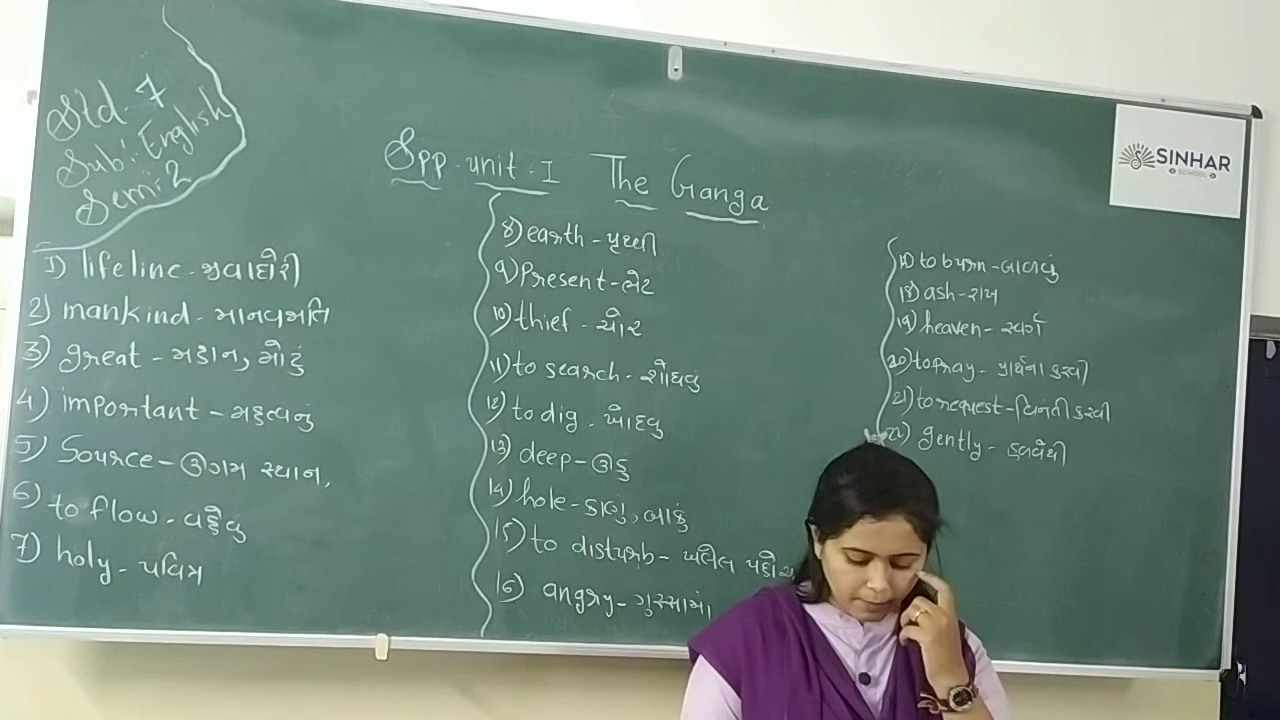 Std. 7
Sub: English
Sem: 2
Spp. unit. I The Ganga
1) lifeline - જીવાદોરી
2) mankind - માનવજાતિ
3) great - મહાન, મોટું
4) important - મહત્વનું
5) Source - ઊગમ સ્થાન,
6) to flow - વહેવું
7) holy - પવિત્ર
8) earth - પૃથ્વી
9) Present - ભેટ
10) thief - ચોર
11) to search - શોધવુ
12) to dig - ખોદવુ
13) deep - ઊંડુ
14) hole - કાણું, બાકું
15) to disturb - ખલેલ
16) angry - ગુસ્સામાં
to burn - બાળવું
18) ash - રાખ
19) heaven - સ્વર્ગ
20) to Pray - પ્રાર્થના કરવી
21) to request - વિનંતી કરવી
22) gently - હળવેથી
SINHAR
SCHOOL